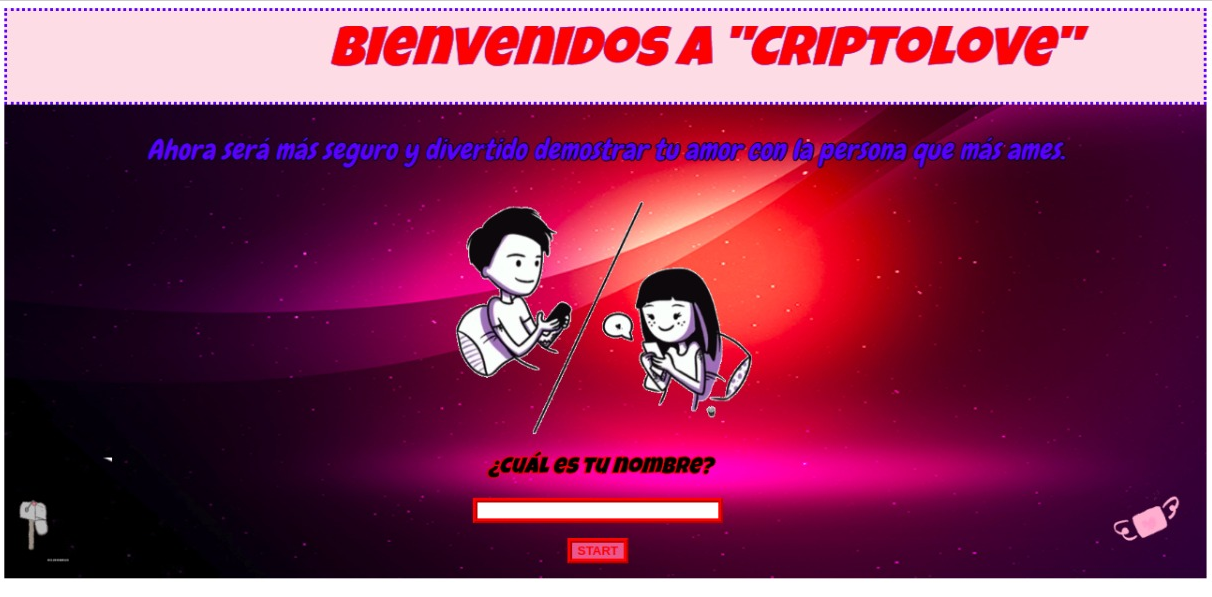 Bienvenidos a "Criptolove"
Ahora será más seguro y divertido demostrar tu amor con la persona que más ames.
¿Cuál es tu nombre?
START